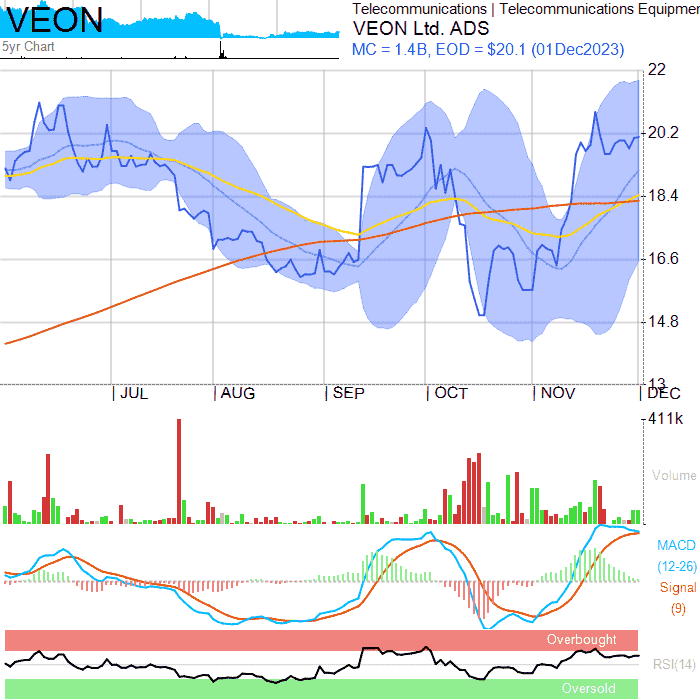 VEON
5yr Chart
Telecommunications | Telecommunications Equipmen
VEON Ltd. ADS
MC = 1.4B, EOD = $20.1 (01Dec2023)
22
20.2
18.4
16.6
14.8
13
JUL
AUG
SEP
OCT
NOV
DEC
411k
Volume
MACD
(12-26)
Signal
(9)
Overbought
RSI(14)
Oversold